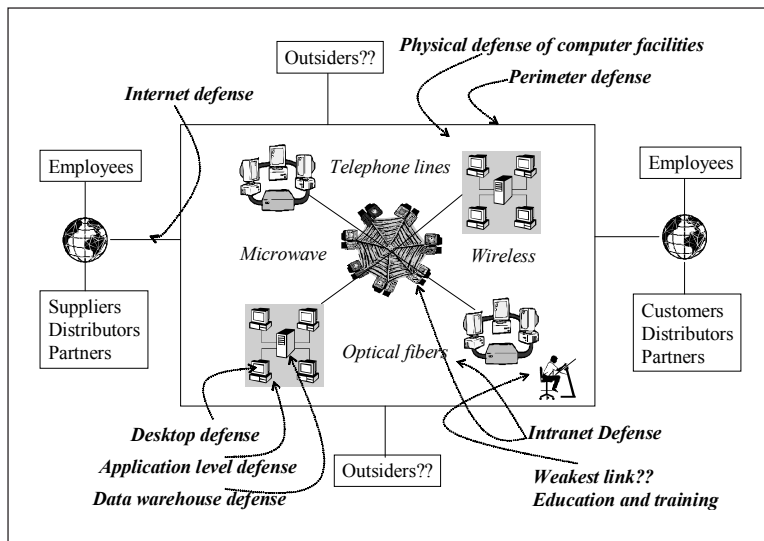 Outsiders??
Physical defense of computer facilities
Perimeter defense
Internet defense
Employees
Telephone lines
Employees
Microwave
Wireless
Suppliers
Distributors
Partners
Customers
Distributors
Partners
Optical fibers
Desktop defense
Intranet Defense
Application level defense
Outsiders??
Weakest link??
Data warehouse defense
Education and training